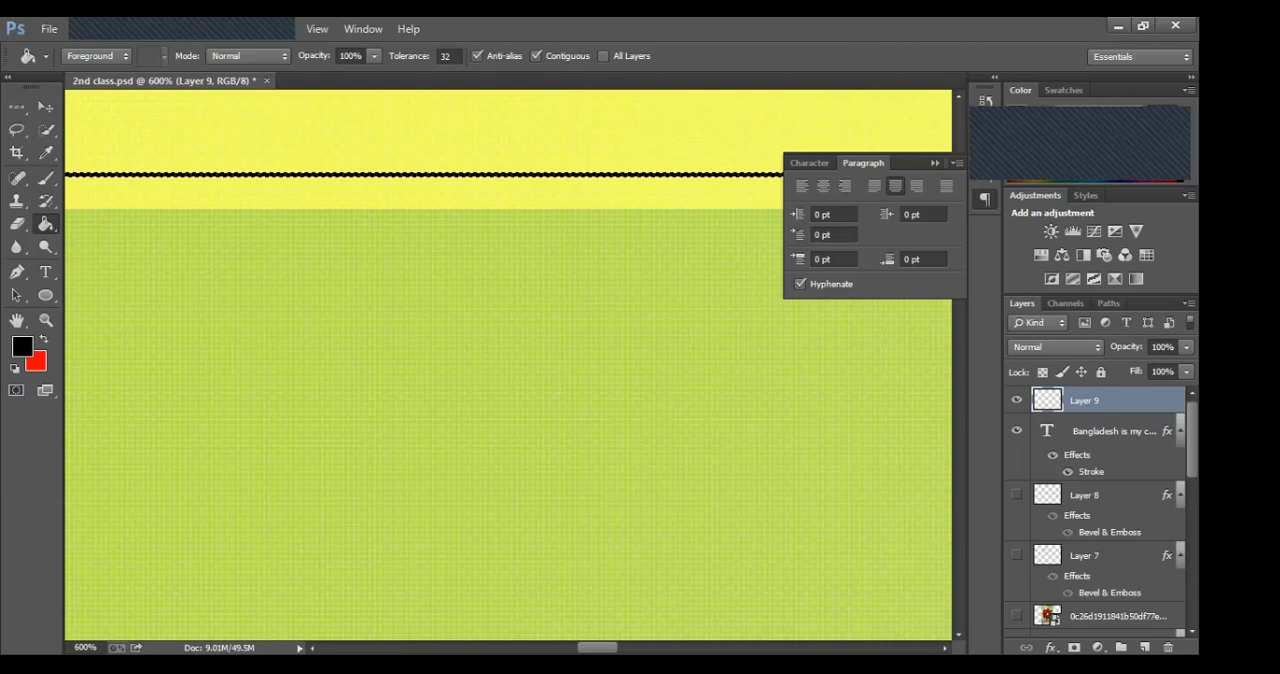 Ps File View Window Help
Foreground Mode: Normal Opacity: 100% Tolerance: 32 Anti-alias Contiguous All Layers Essentials
2nd class.psd @ 600% (Layer 9, RGB/8) * ×
Color Swatches
Character Paragraph
0 pt 0 pt
0 pt
0 pt 0 pt
Hyphenate
Adjustments Styles
Add an adjustment
Layers Channels Paths
Kind
Normal Opacity: 100%
Lock: Fill: 100%
Layer 9
T Bangladesh is my c... fx
Effects
Stroke
Layer 8 fx
Effects
Bevel & Emboss
Layer 7 fx
Effects
Bevel & Emboss
0c26d1911841b50df77e...
600% Doc: 9.01M/49.5M